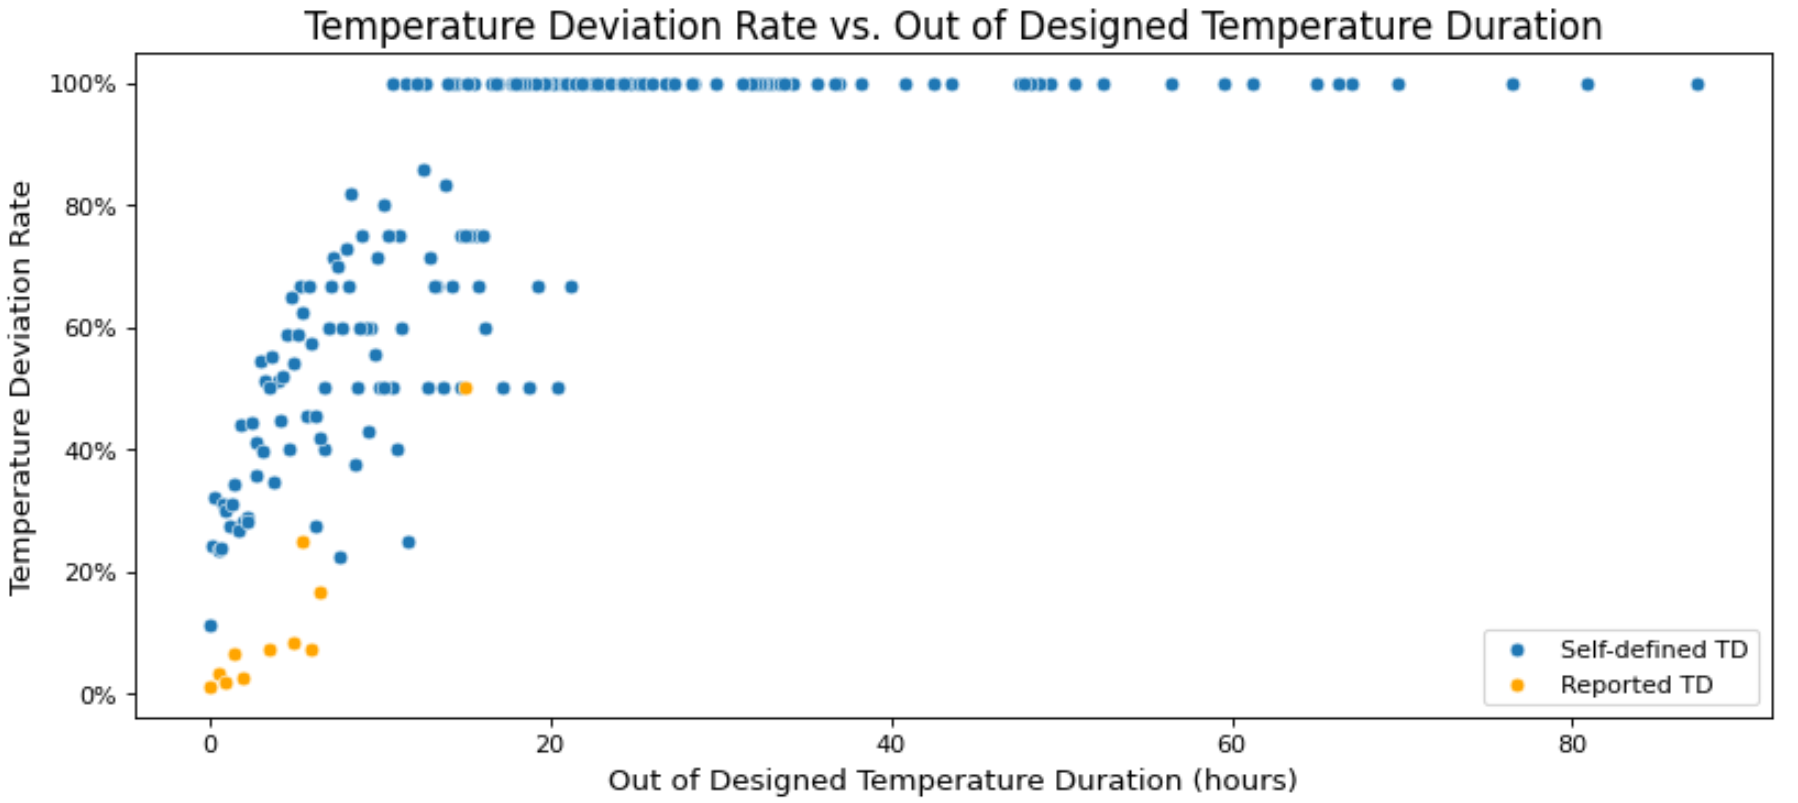 Temperature Deviation Rate vs. Out of Designed Temperature Duration
Temperature Deviation Rate
100%
80%
60%
40%
20%
0%
0 20 40 60 80
Out of Designed Temperature Duration (hours)
Self-defined TD
Reported TD